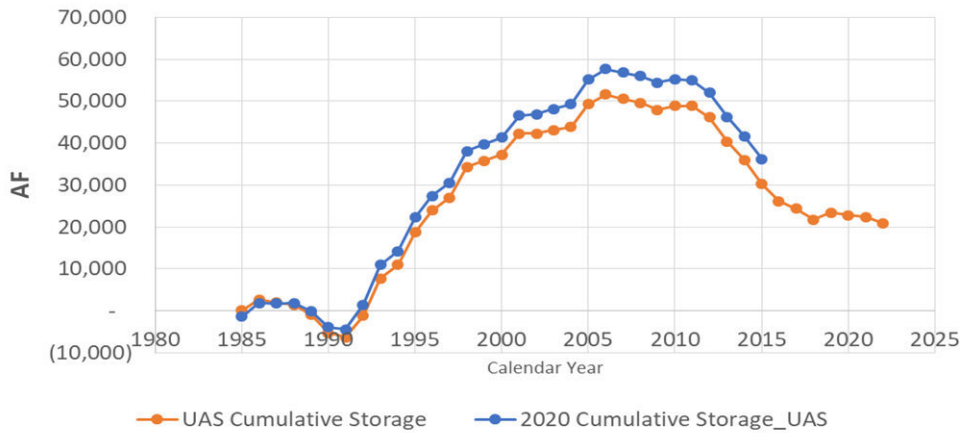 70,000
60,000
50,000
40,000
30,000
20,000
10,000
-
(10,000)
AF
1980 1985 1990 1995 2000 2005 2010 2015 2020 2025
Calendar Year
UAS Cumulative Storage 2020 Cumulative Storage_UAS